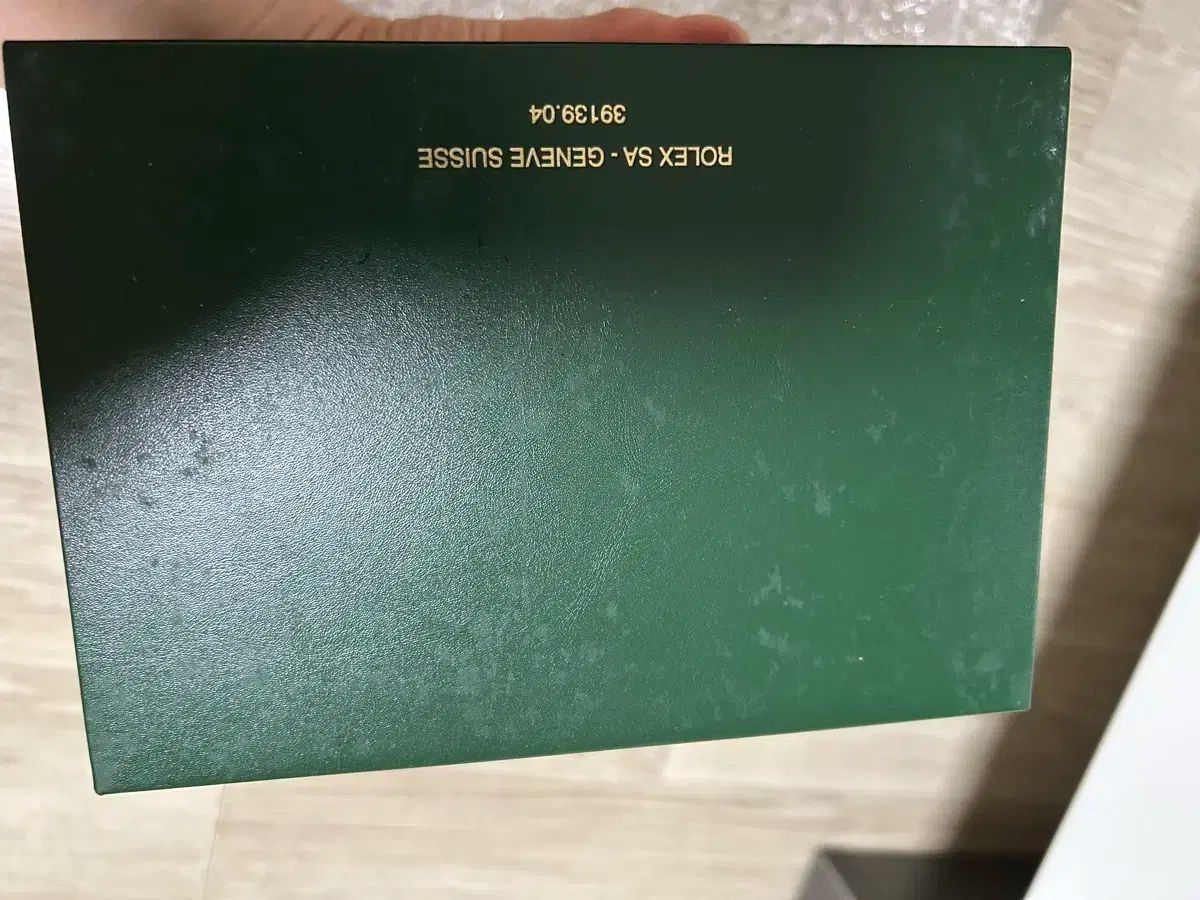 ROLEX SA - GENEVE SUISSE
39139.04